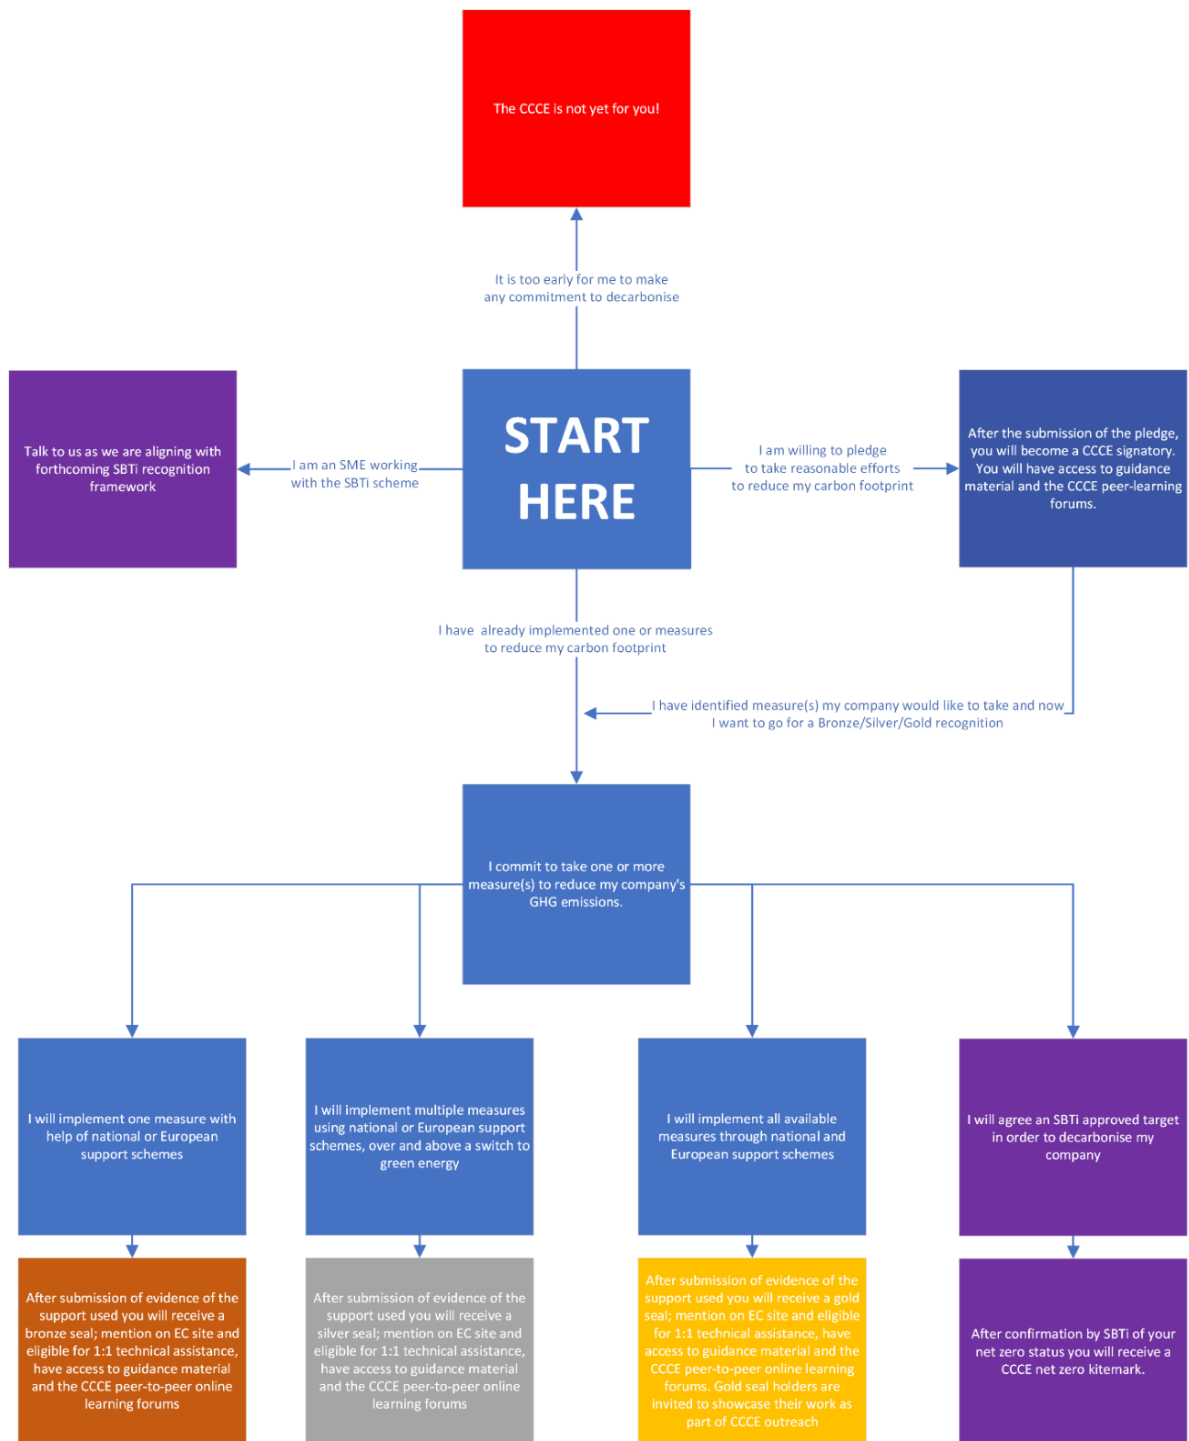 The CCCE is not yet for you!
It is too early for me to make
any commitment to decarbonise
Talk to us as we are aligning with
forthcoming SBTi recognition
framework
I am an SME working
with the SBTi scheme
START
HERE
I am willing to pledge
to take reasonable efforts
to reduce my carbon footprint
After the submission of the pledge,
you will become a CCCE signatory.
You will have access to guidance
material and the CCCE peer-learning
forums.
I have already implemented one or measures
to reduce my carbon footprint
I have identified measure(s) my company would like to take and now
I want to go for a Bronze/Silver/Gold recognition
I commit to take one or more
measure(s) to reduce my company's
GHG emissions.
I will implement one measure with
help of national or European
support schemes
I will implement multiple measures
using national or European support
schemes, over and above a switch to
green energy
I will implement all available
measures through national and
European support schemes
I will agree an SBTi approved target
in order to decarbonise my
company
After submission of evidence of the
support used you will receive a
bronze seal; mention on EC site and
eligible for 1:1 technical assistance,
have access to guidance material
and the CCCE peer-to-peer online
learning forums
After submission of evidence of the
support used you will receive a
silver seal; mention on EC site and
eligible for 1:1 technical assistance,
have access to guidance material
and the CCCE peer-to-peer online
learning forums
After submission of evidence of the
support used you will receive a gold
seal; mention on EC site and eligible
for 1:1 technical assistance, have
access to guidance material and the
CCCE peer-to-peer online learning
forums. Gold seal holders are
invited to showcase their work as
part of CCCE outreach
After confirmation by SBTi of your
net zero status you will receive a
CCCE net zero kitemark.